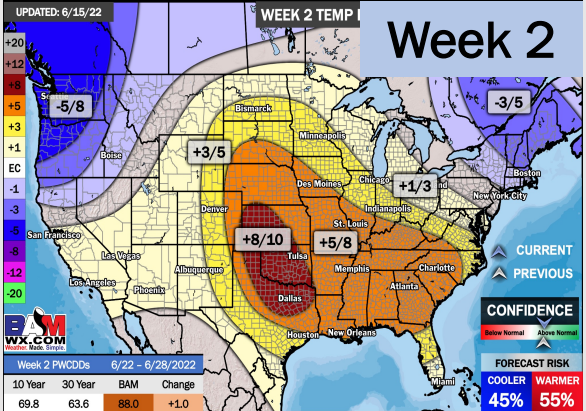 UPDATED: 6/15/22
WEEK 2 TEMP
Week 2
+20
+12
+8
+5
+3
+1
EC
-1
-3
-5
-8
-12
-20
-5/8
-3/5
Bismarck
Minneapolis
Boise
+3/5
Boston
Chicago
+1/3
Des Moines
New York City
Indianapolis
Denver
St. Louis
San Francisco
+8/10
+5/8
Las Vegas
Tulsa
Albuquerque
Memphis
Charlotte
Los Angeles
Phoenix
Dallas
Atlanta
Houston
New Orleans
Miami
CURRENT
PREVIOUS
CONFIDENCE
Below Normal
Above Normal
FORECAST RISK
COOLER
WARMER
45%
55%
BAM
WX.COM
Weather. Made. Simple.
Week 2 PWCDDs
6/22 – 6/28/2022
10 Year
30 Year
BAM
Change
69.8
63.6
88.0
+1.0